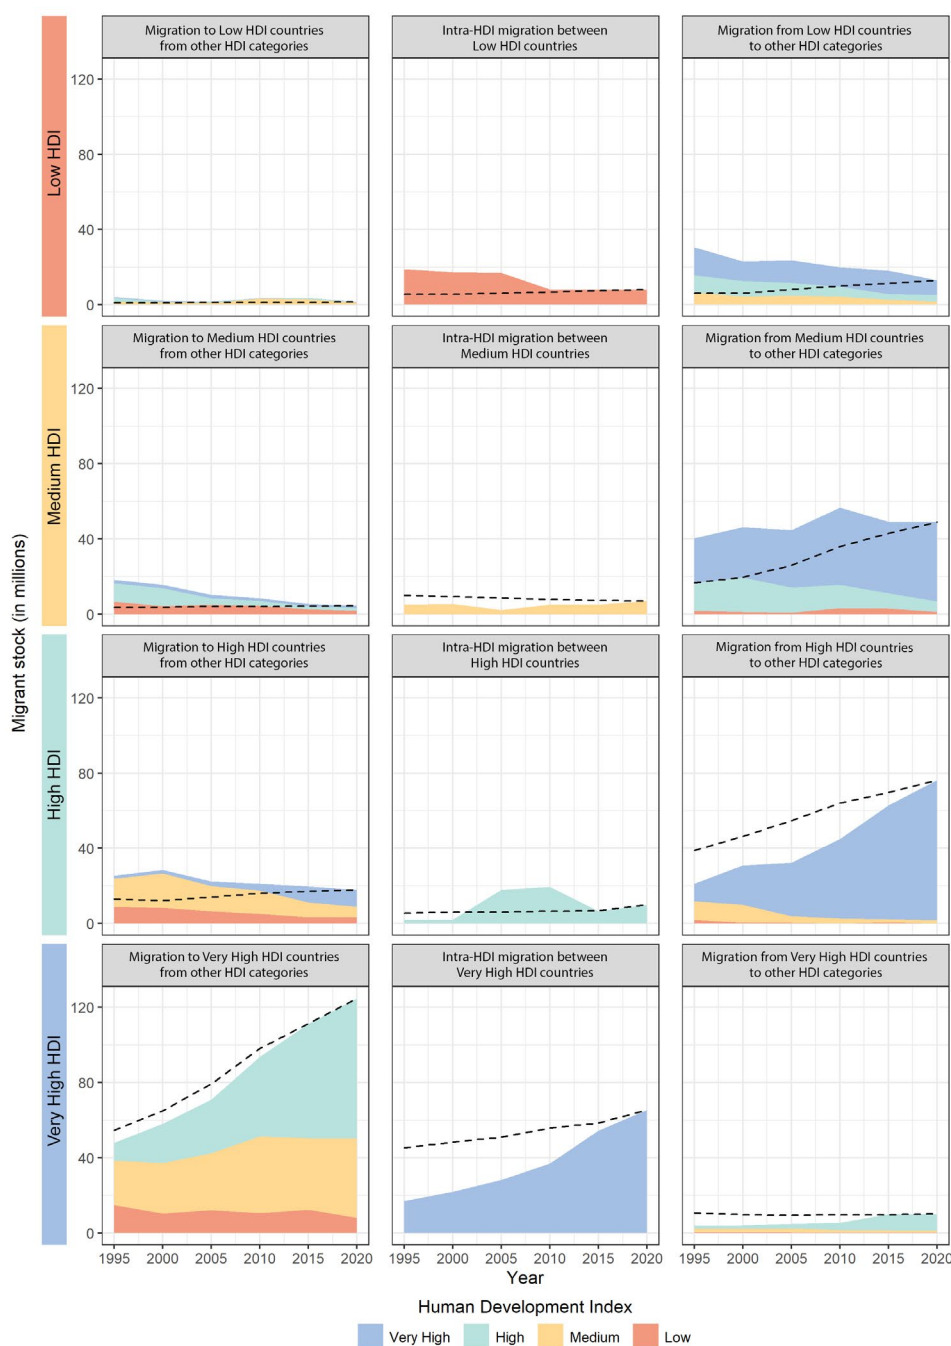 Migration to Low HDI countries
from other HDI categories
Intra-HDI migration between
Low HDI countries
Migration from Low HDI countries
to other HDI categories
Low HDI
120
80
40
0
Migration to Medium HDI countries
from other HDI categories
Intra-HDI migration between
Medium HDI countries
Migration from Medium HDI countries
to other HDI categories
Medium HDI
120
80
40
0
Migrant stock (in millions)
Migration to High HDI countries
from other HDI categories
Intra-HDI migration between
High HDI countries
Migration from High HDI countries
to other HDI categories
High HDI
120
80
40
0
Migration to Very High HDI countries
from other HDI categories
Intra-HDI migration between
Very High HDI countries
Migration from Very High HDI countries
to other HDI categories
Very High HDI
120
80
40
0
1995 2000 2005 2010 2015 2020
1995 2000 2005 2010 2015 2020
1995 2000 2005 2010 2015 2020
Year
Human Development Index
Very High High Medium Low